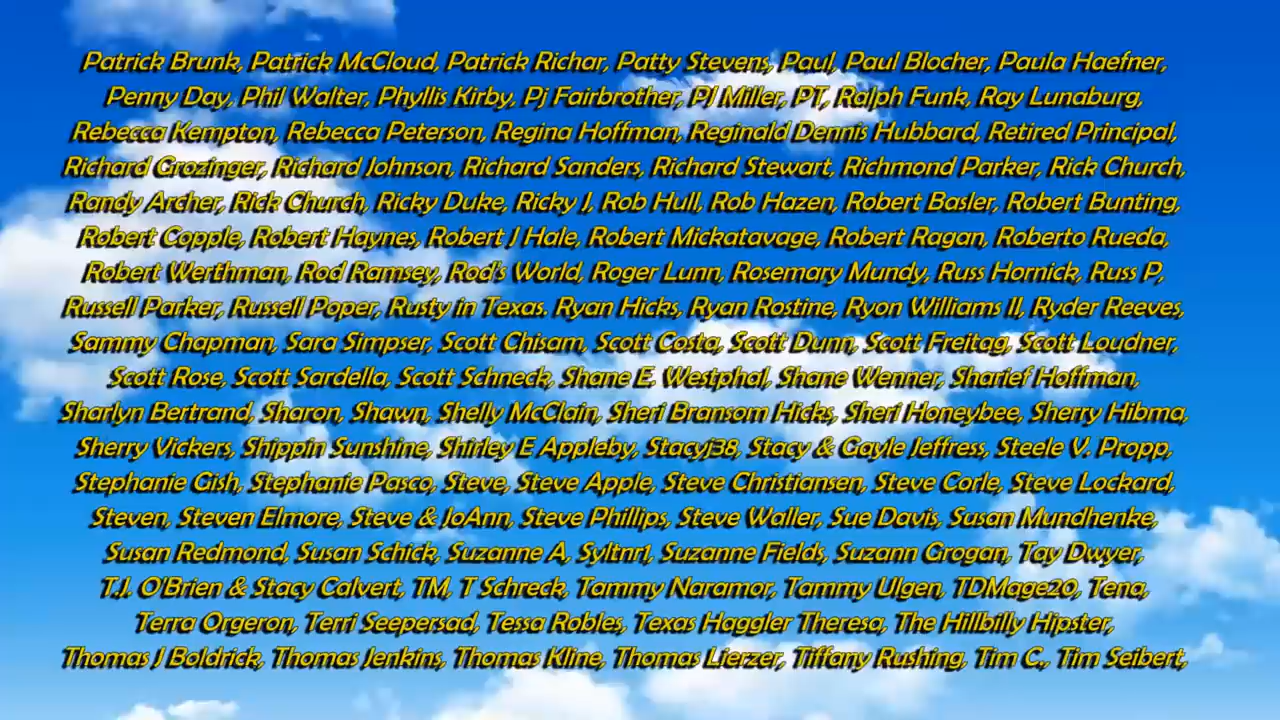 Patrick Brunk, Patrick McCloud, Patrick Richar, Patty Stevens, Paul, Paul Blocher, Paula Haefner,
Penny Day, Phil Walter, Phyllis Kirby, Pj Fairbrother, PJ Miller, PT, Ralph Funk, Ray Lunaburg,
Rebecca Kempton, Rebecca Peterson, Regina Hoffman, Reginald Dennis Hubbard, Retired Principal,
Richard Grozinger, Richard Johnson, Richard Sanders, Richard Stewart, Richmond Parker, Rick Church,
Randy Archer, Rick Church, Ricky Duke, Ricky J, Rob Hull, Rob Hazen, Robert Basler, Robert Bunting,
Robert Copple, Robert Haynes, Robert J Hale, Robert Mickatavage, Robert Ragan, Roberto Rueda,
Robert Werthman, Rod Ramsey, Rod's World, Roger Lunn, Rosemary Mundy, Russ Hornick, Russ P,
Russell Parker, Russell Poper, Rusty in Texas. Ryan Hicks, Ryan Rostine, Ryon Williams II, Ryder Reeves,
Sammy Chapman, Sara Simpser, Scott Chisam, Scott Costa, Scott Dunn, Scott Freitag, Scott Loudner,
Scott Rose, Scott Sardella, Scott Schneck, Shane E. Westphal, Shane Wenner, Sharief Hoffman,
Sharlyn Bertrand, Sharon, Shawn, Shelly McClain, Sheri Bransom Hicks, Sheri Honeybee, Sherry Hibma,
Sherry Vickers, Shippin Sunshine, Shirley E Appleby, Stacyj38, Stacy & Gayle Jeffress, Steele V. Propp,
Stephanie Gish, Stephanie Pasco, Steve, Steve Apple, Steve Christiansen, Steve Corle, Steve Lockard,
Steven, Steven Elmore, Steve & JoAnn, Steve Phillips, Steve Waller, Sue Davis, Susan Mundhenke,
Susan Redmond, Susan Schick, Suzanne A, Syltnr1, Suzanne Fields, Suzann Grogan, Tay Dwyer,
T.J. O'Brien & Stacy Calvert, TM, T Schreck, Tammy Naramor, Tammy Ulgen, TDMage20, Tena,
Terra Orgeron, Terri Seepersad, Tessa Robles, Texas Haggler Theresa, The Hillbilly Hipster,
Thomas J Boldrick, Thomas Jenkins, Thomas Kline, Thomas Lierzer, Tiffany Rushing, Tim C., Tim Seibert,